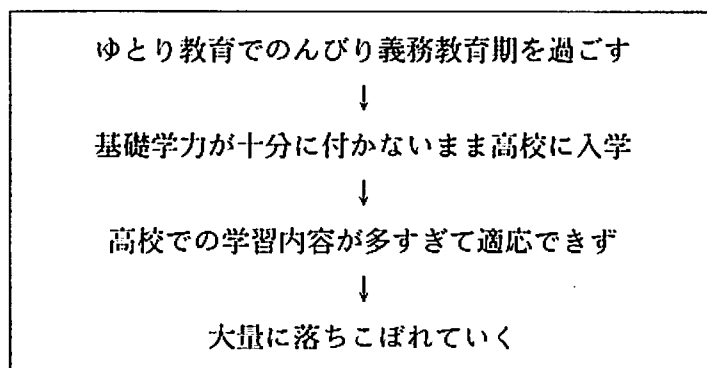 ゆとり教育でのんびり義務教育期を過ごす
↓
基礎学力が十分に付かないまま高校に入学
↓
高校での学習内容が多すぎて適応できず
↓
大量に落ちこぼれていく